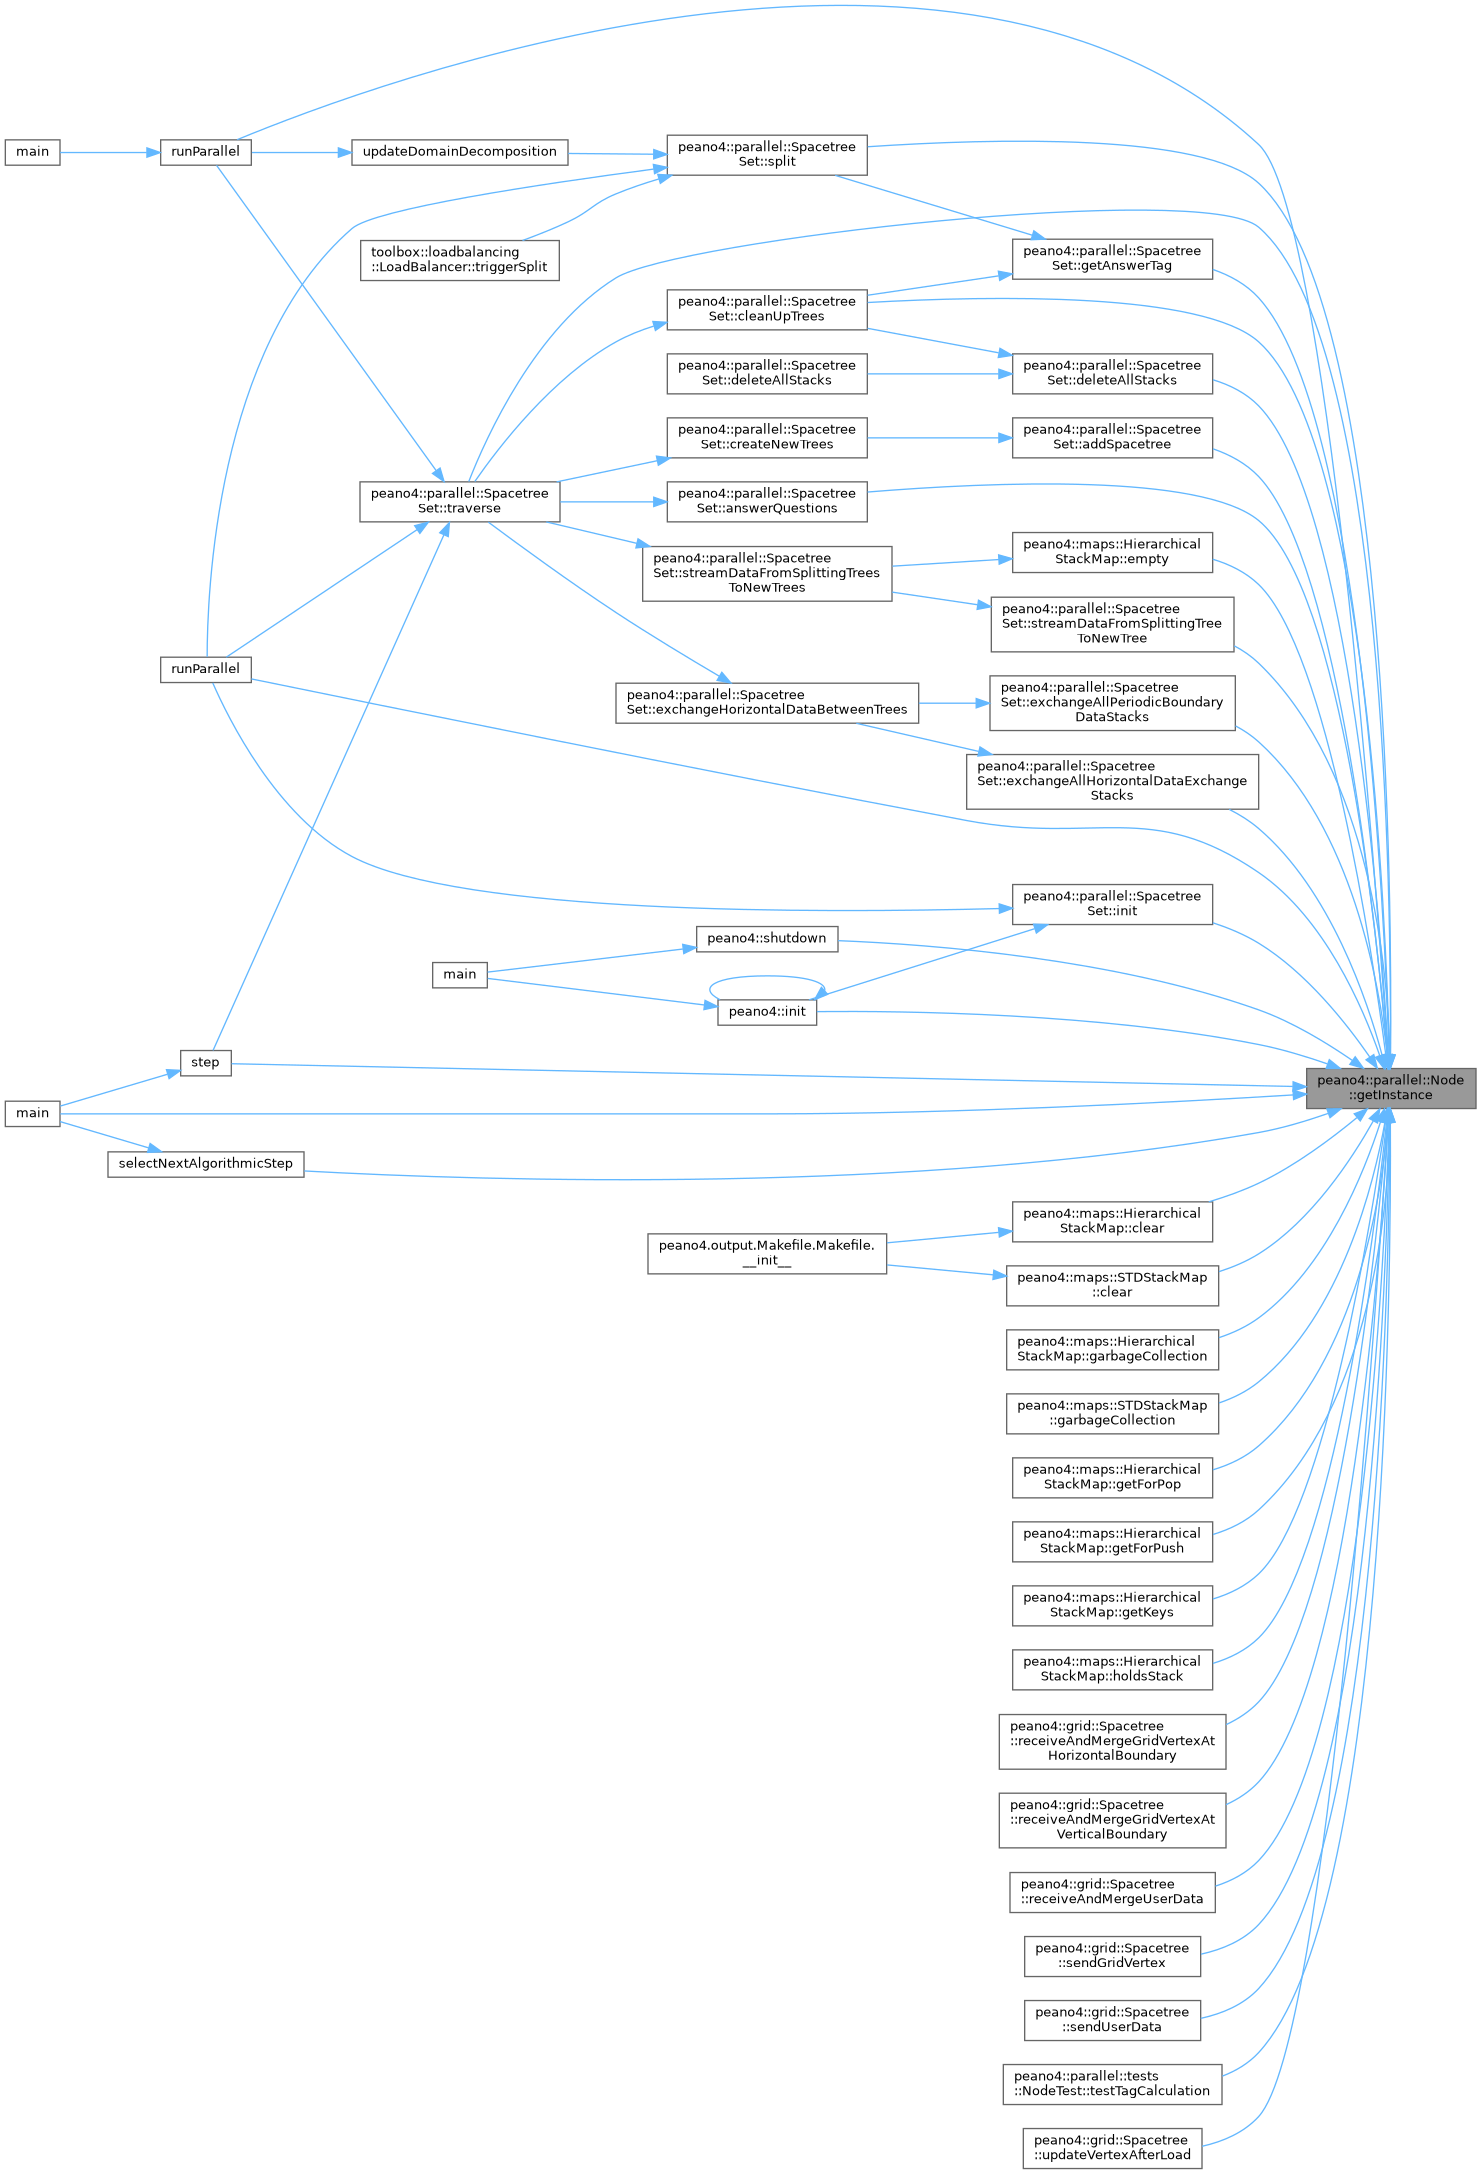 main
runParallel
updateDomainDecomposition
peano4::parallel::Spacetree
Set::split
toolbox::loadbalancing
::LoadBalancer::triggerSplit
peano4::parallel::Spacetree
Set::getAnswerTag
peano4::parallel::Spacetree
Set::cleanUpTrees
peano4::parallel::Spacetree
Set::deleteAllStacks
peano4::parallel::Spacetree
Set::deleteAllStacks
peano4::parallel::Spacetree
Set::createNewTrees
peano4::parallel::Spacetree
Set::addSpacetree
peano4::parallel::Spacetree
Set::traverse
peano4::parallel::Spacetree
Set::answerQuestions
peano4::parallel::Spacetree
Set::streamDataFromSplittingTrees
ToNewTrees
peano4::maps::Hierarchical
StackMap::empty
peano4::parallel::Spacetree
Set::streamDataFromSplittingTree
ToNewTree
runParallel
peano4::parallel::Spacetree
Set::exchangeHorizontalDataBetweenTrees
peano4::parallel::Spacetree
Set::exchangeAllPeriodicBoundary
DataStacks
peano4::parallel::Spacetree
Set::exchangeAllHorizontalDataExchange
Stacks
peano4::parallel::Spacetree
Set::init
peano4::shutdown
main
peano4::init
step
peano4::parallel::Node
::getInstance
main
selectNextAlgorithmicStep
peano4::maps::Hierarchical
StackMap::clear
peano4.output.Makefile.Makefile.
__init__
peano4::maps::STDStackMap
::clear
peano4::maps::Hierarchical
StackMap::garbageCollection
peano4::maps::STDStackMap
::garbageCollection
peano4::maps::Hierarchical
StackMap::getForPop
peano4::maps::Hierarchical
StackMap::getForPush
peano4::maps::Hierarchical
StackMap::getKeys
peano4::maps::Hierarchical
StackMap::holdsStack
peano4::grid::Spacetree
::receiveAndMergeGridVertexAt
HorizontalBoundary
peano4::grid::Spacetree
::receiveAndMergeGridVertexAt
VerticalBoundary
peano4::grid::Spacetree
::receiveAndMergeUserData
peano4::grid::Spacetree
::sendGridVertex
peano4::grid::Spacetree
::sendUserData
peano4::parallel::tests
::NodeTest::testTagCalculation
peano4::grid::Spacetree
::updateVertexAfterLoad